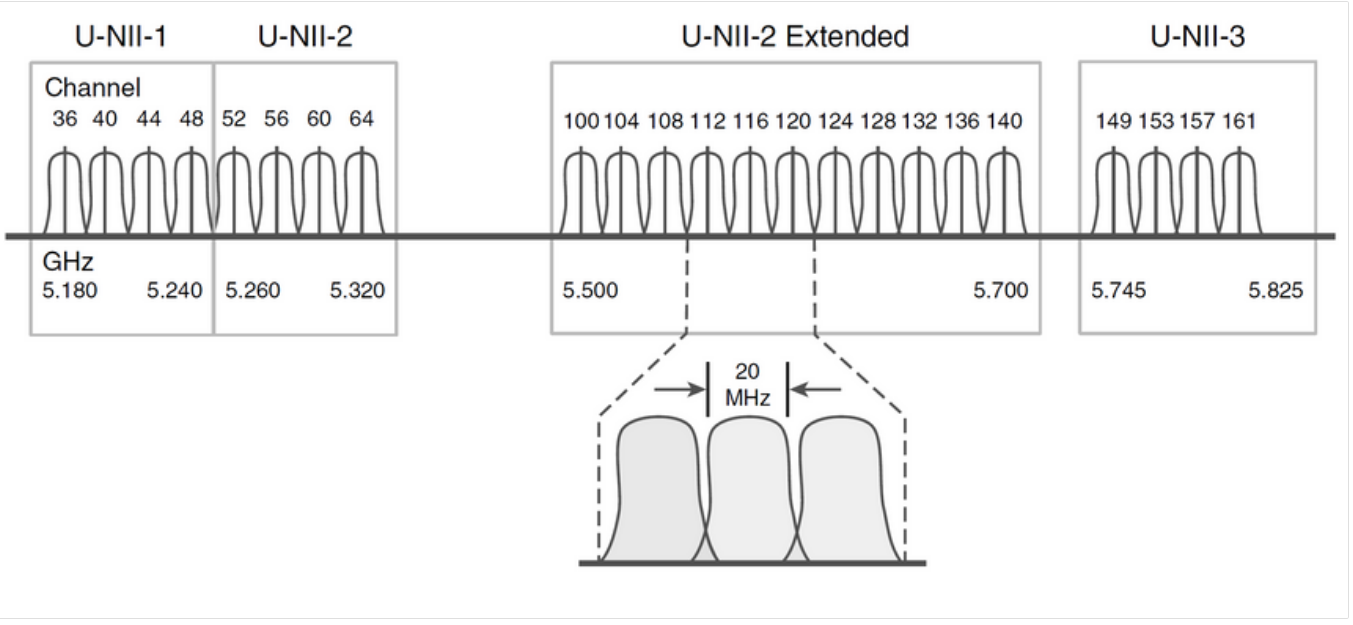 U-NII-1
U-NII-2
U-NII-2 Extended
U-NII-3
Channel
36 40 44 48 52 56 60 64
100 104 108 112 116 120 124 128 132 136 140
149 153 157 161
GHz
5.180 5.240 5.260 5.320
5.500 5.700
5.745 5.825
20
MHz